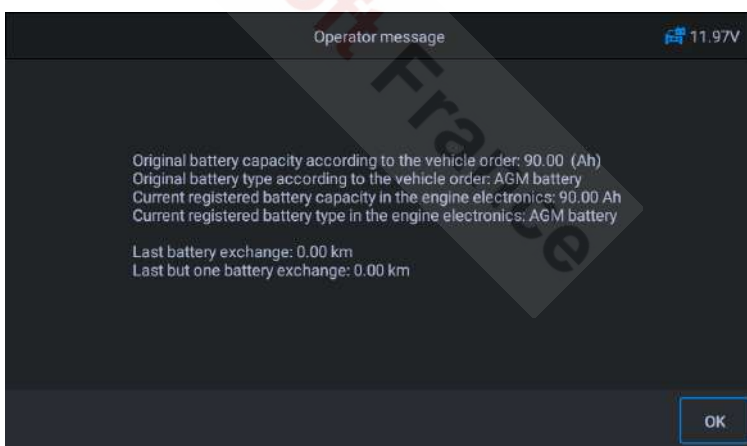 Operator message
11.97V
Original battery capacity according to the vehicle order: 90.00 (Ah)
Original battery type according to the vehicle order: AGM battery
Current registered battery capacity in the engine electronics: 90.00 Ah
Current registered battery type in the engine electronics: AGM battery
Last battery exchange: 0.00 km
Last but one battery exchange: 0.00 km
OK
France